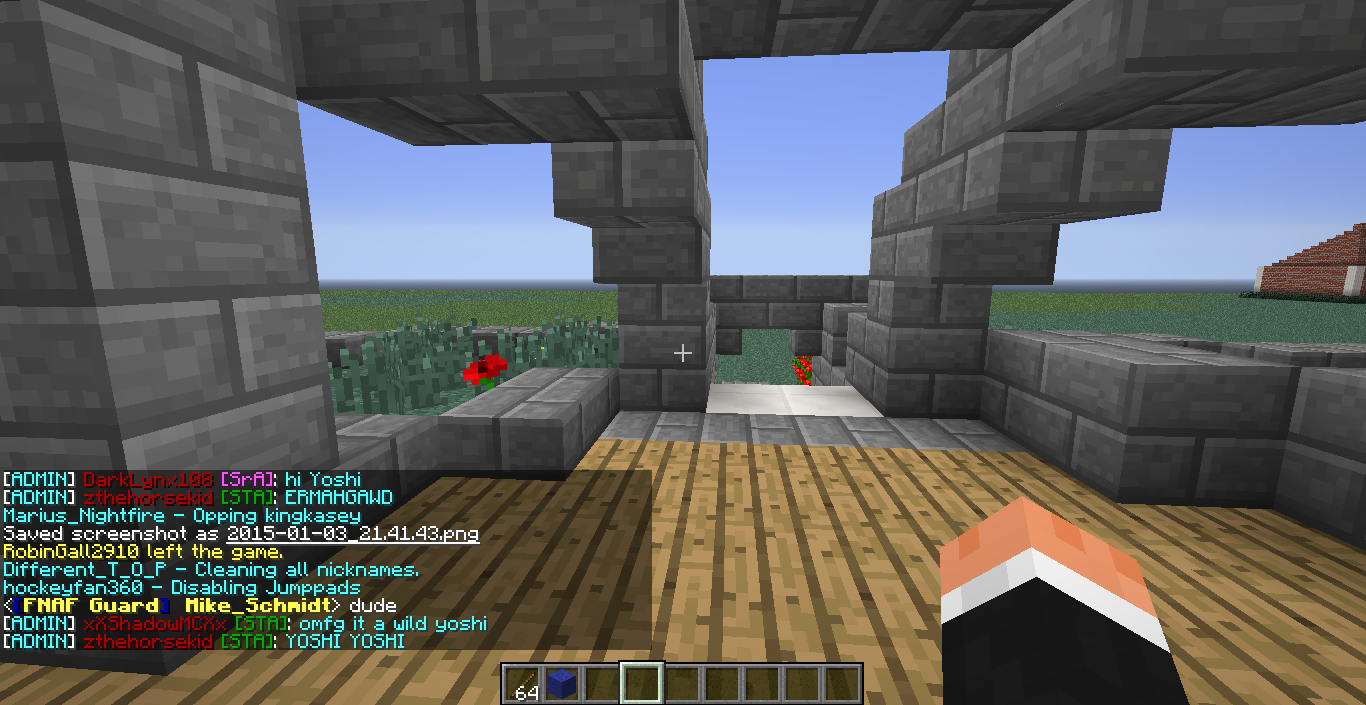 [ADMIN] DarkLynx108 [SrA]: hi Yoshi
[ADMIN] zthehorsekid [STA]: ERMAHGAWD
Marius_Nightfire - Opping kingkasey
Saved screenshot as 2015-01-03_21.41.43.png
RobinGall2910 left the game.
Different_T_O_P - Cleaning all nicknames.
hockeyfan360 - Disabling Jumppads
<[FNAF Guard] Mike_Schmidt> dude
[ADMIN] xXShadowMCXx [STA]: omfg it a wild yoshi
[ADMIN] zthehorsekid [STA]: YOSHI YOSHI
64